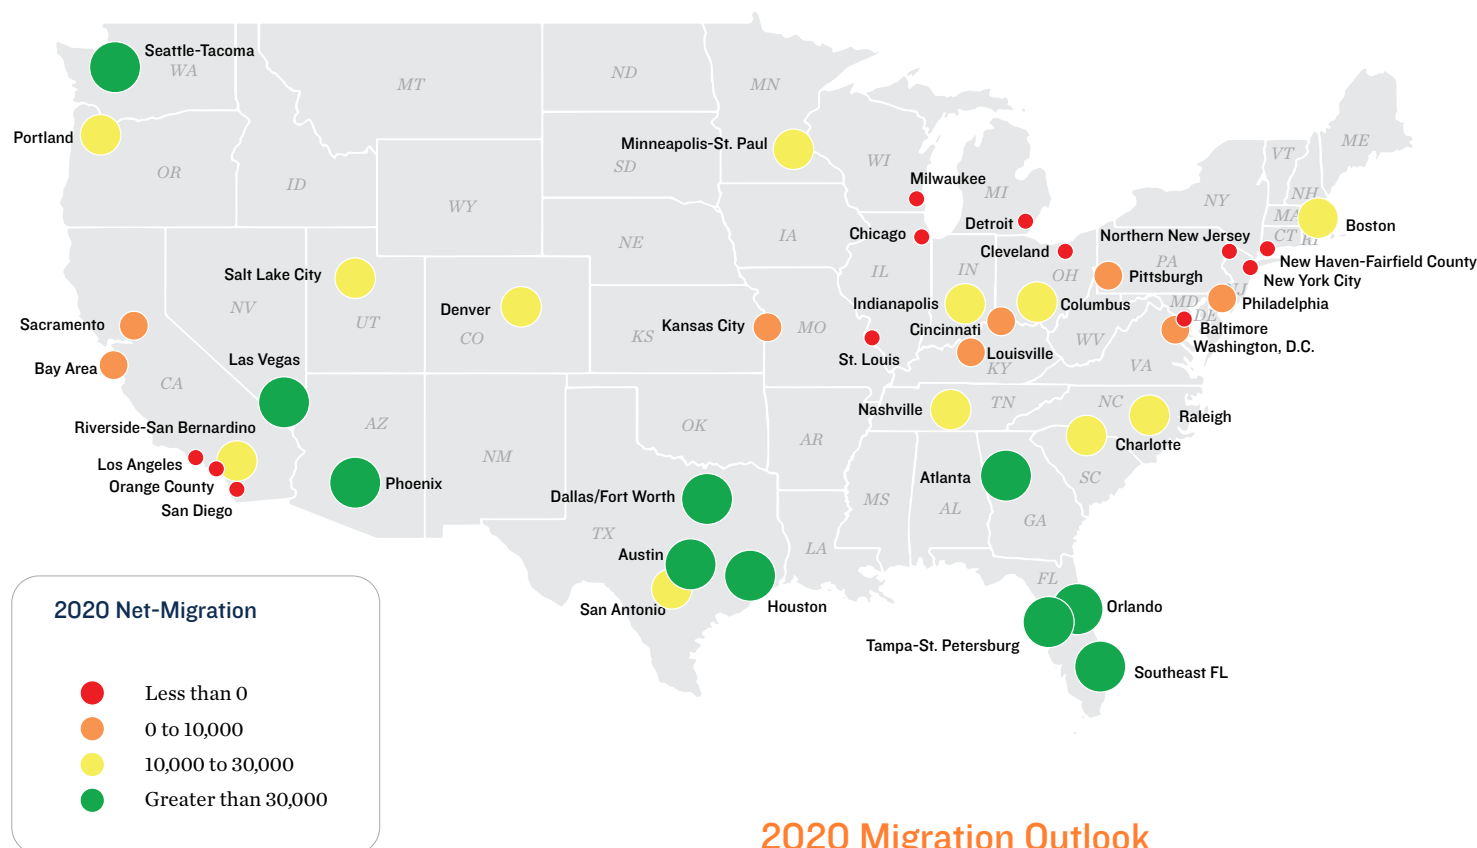 Seattle-Tacoma
WA
MT
ND
MN
Portland
Minneapolis-St. Paul
ME
VT
OR
ID
SD
WI
Milwaukee
MI
NH
NY
WY
MA
Boston
Chicago
Detroit
NE
IA
Northern New Jersey
CT
RI
Cleveland
New Haven-Fairfield County
Salt Lake City
IL
IN
OH
Pittsburgh
PA
New York City
NJ
NV
Denver
Indianapolis
Columbus
MD
Philadelphia
UT
CO
Sacramento
Kansas City
MO
Cincinnati
DE
Baltimore
KS
WV
Washington, D.C.
Las Vegas
St. Louis
Louisville
Bay Area
KY
VA
CA
Nashville
TN
NC
Raleigh
AZ
Riverside-San Bernardino
OK
AR
Charlotte
NM
Los Angeles
Orange County
Phoenix
Atlanta
SC
San Diego
Dallas/Fort Worth
MS
AL
GA
TX
LA
Austin
FL
San Antonio
Houston
Orlando
Tampa-St. Petersburg
Southeast FL
2020 Net-Migration
Less than 0
0 to 10,000
10,000 to 30,000
Greater than 30,000
2020 Migration Outlook